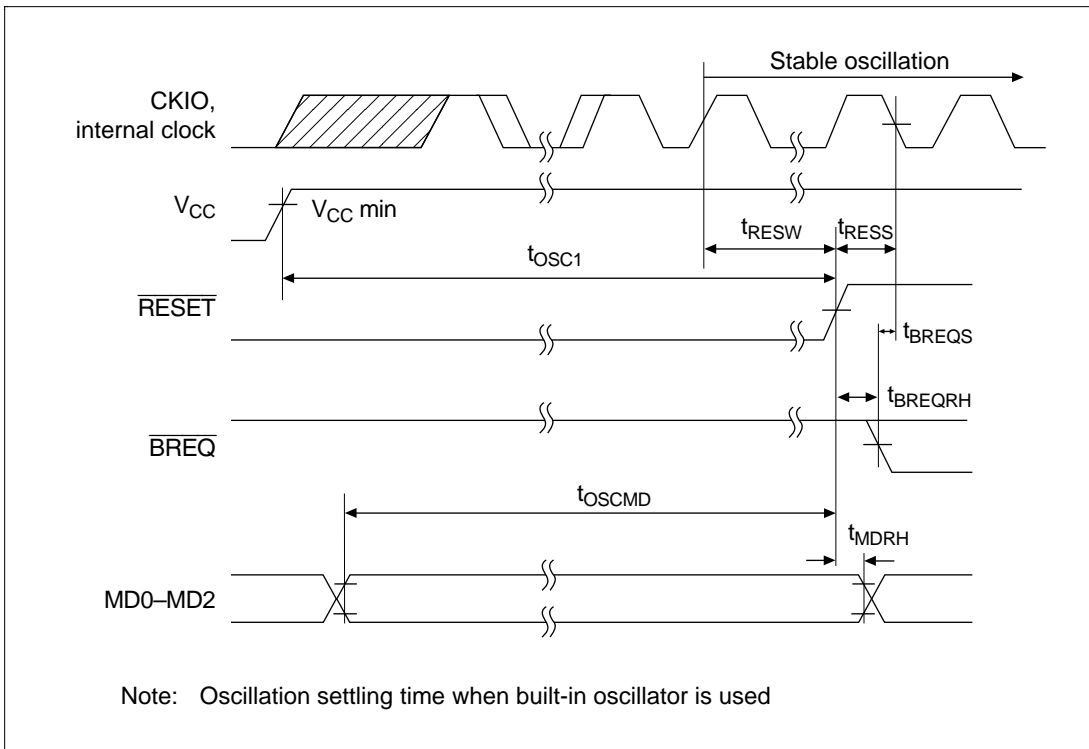 Stable oscillation
CKIO,
internal clock
VCC
VCC min
tRESW
tRESS
tOSC1
RESET
tBREQS
tBREQRH
BREQ
tOSCMD
tMDRH
MD0–MD2
Note: Oscillation settling time when built-in oscillator is used